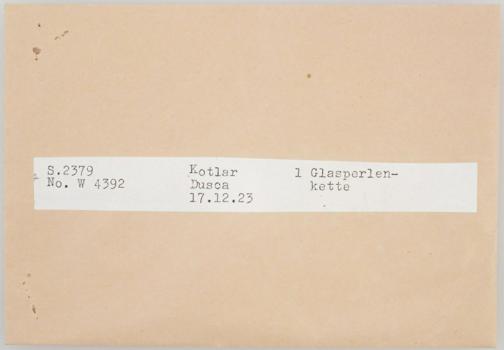 S.2379 Kotlar 1 Glasperlen-
No. W 4392 Dusca kette
17.12.23